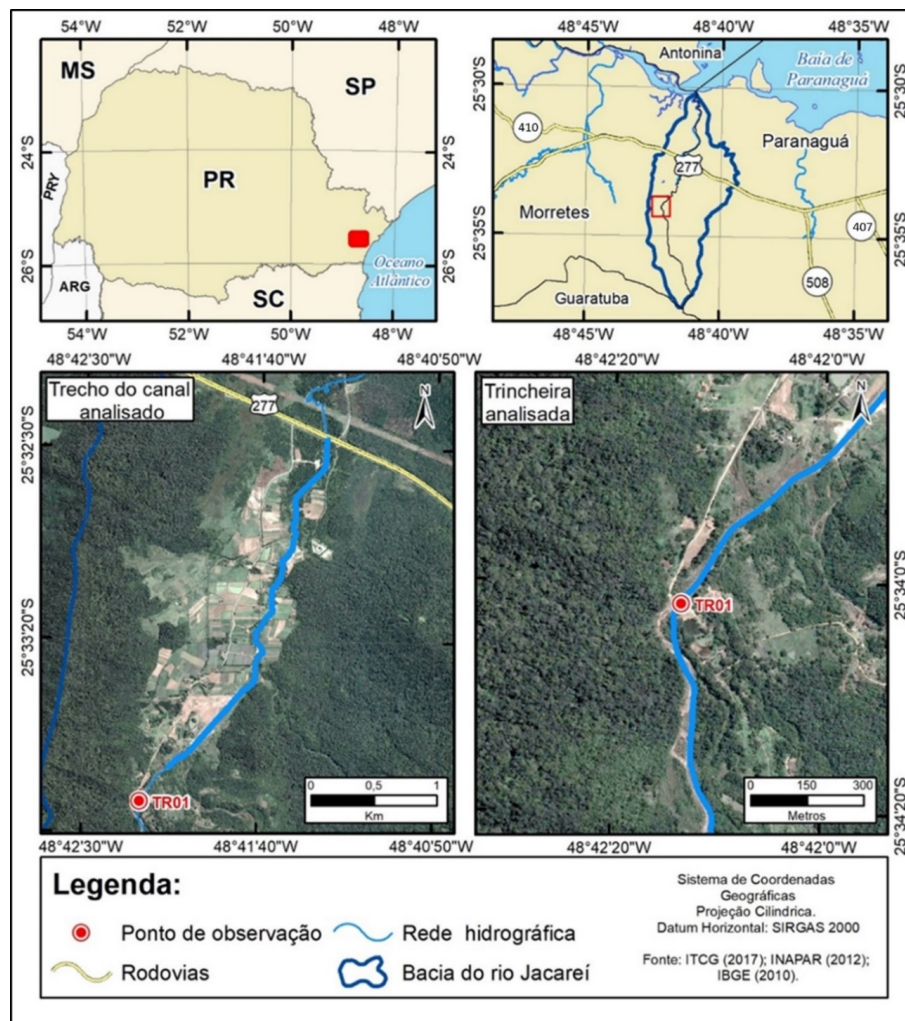 54°W 52°W 50°W 48°W
MS
SP
24°S
24°S
PR
PRY
26°S
26°S
ARG
SC
Oceano
Atlântico
54°W 52°W 50°W 48°W
48°45'W 48°40'W 48°35'W
Antonina
Baía de
Paranaguá
25°30'S
25°30'S
410
Paranaguá
277
Morretes
25°35'S
25°35'S
407
Guaratuba
508
48°45'W 48°40'W 48°35'W
48°42'30"W 48°41'40"W 48°40'50"W
Trecho do canal
analisado
277
N
25°32'30"S
25°33'20"S
TR01
0 0,5 1
Km
48°42'30"W 48°41'40"W 48°40'50"W
48°42'20"W 48°42'0"W
Trincheira
analisada
N
25°34'0"S
TR01
0 150 300
Metros
25°34'20"S
48°42'20"W 48°42'0"W
Legenda:
Ponto de observação
Rede hidrográfica
Rodovias
Bacia do rio Jacareí
Sistema de Coordenadas
Geográficas
Projeção Cilindrica.
Datum Horizontal: SIRGAS 2000
Fonte: ITCG (2017); INAPAR (2012);
IBGE (2010).